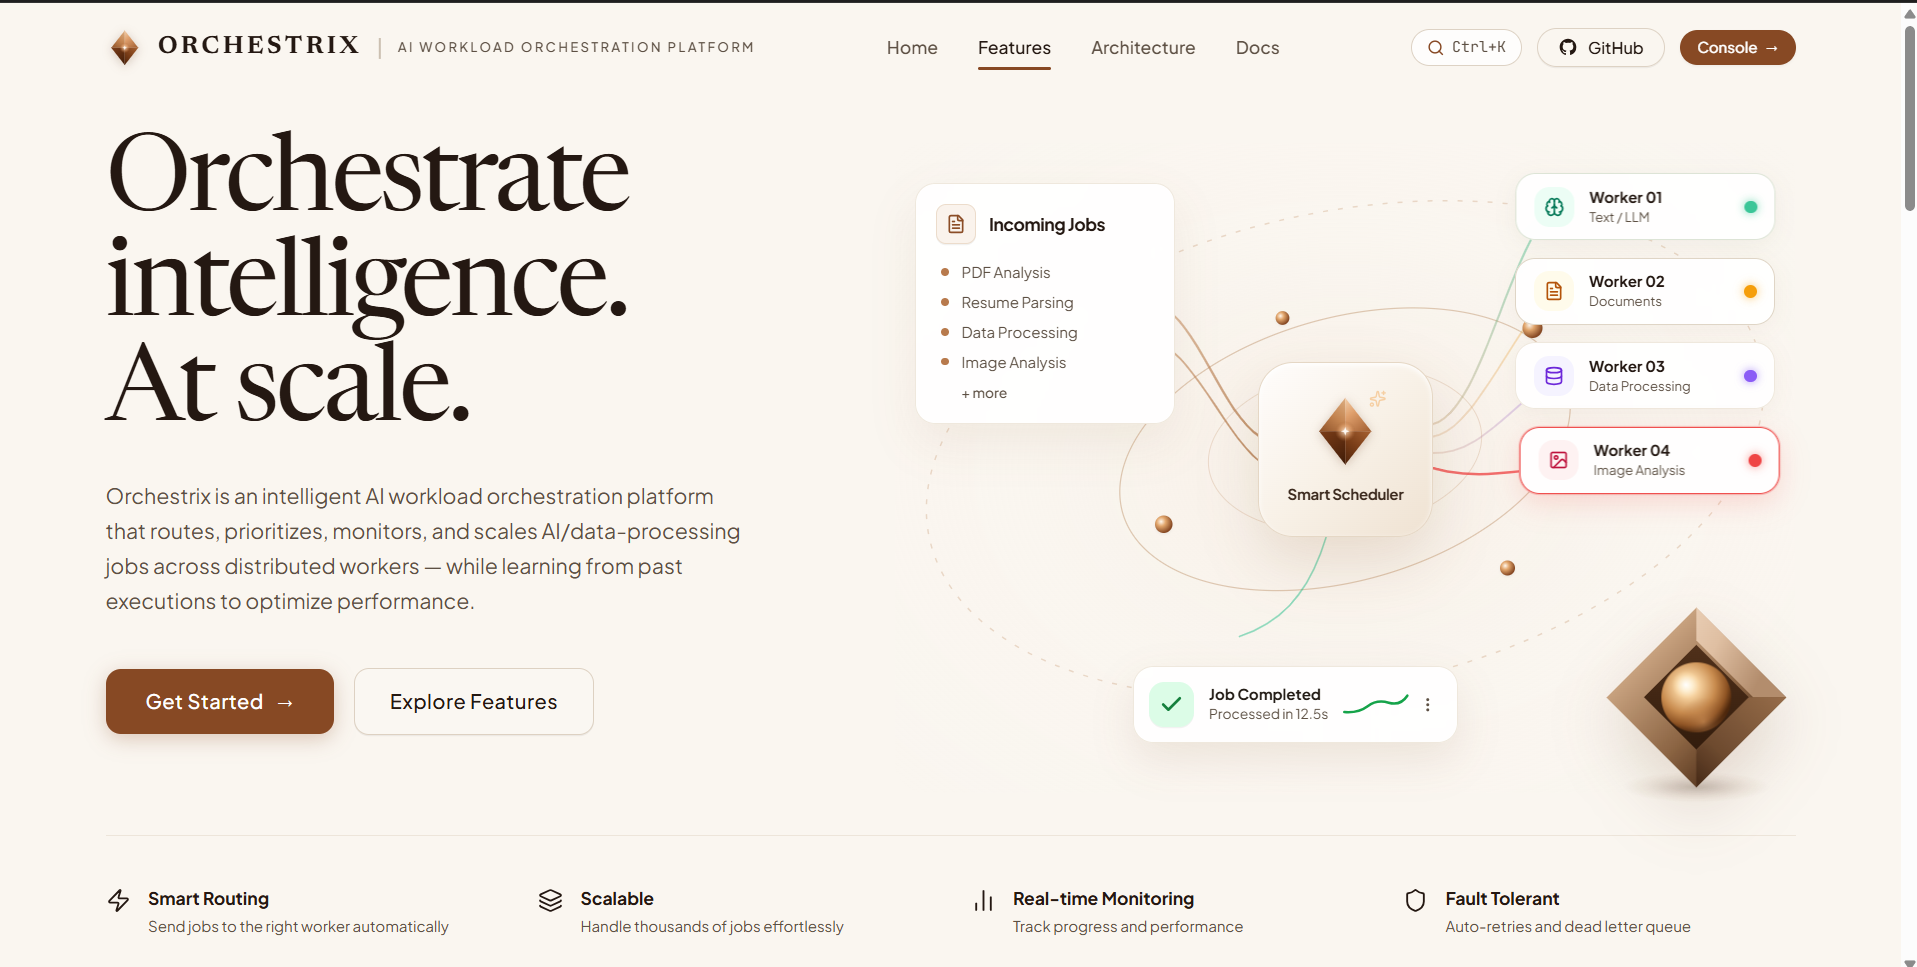 ORCHESTRIX | AI WORKLOAD ORCHESTRATION PLATFORM
Home
Features
Architecture
Docs
Ctrl+K
GitHub
Console →
Orchestrate
intelligence.
At scale.
Orchestrix is an intelligent AI workload orchestration platform
that routes, prioritizes, monitors, and scales AI/data-processing
jobs across distributed workers — while learning from past
executions to optimize performance.
Get Started →
Explore Features
Incoming Jobs
PDF Analysis
Resume Parsing
Data Processing
Image Analysis
+ more
Smart Scheduler
Worker 01
Text / LLM
Worker 02
Documents
Worker 03
Data Processing
Worker 04
Image Analysis
Job Completed
Processed in 12.5s
Smart Routing
Send jobs to the right worker automatically
Scalable
Handle thousands of jobs effortlessly
Real-time Monitoring
Track progress and performance
Fault Tolerant
Auto-retries and dead letter queue